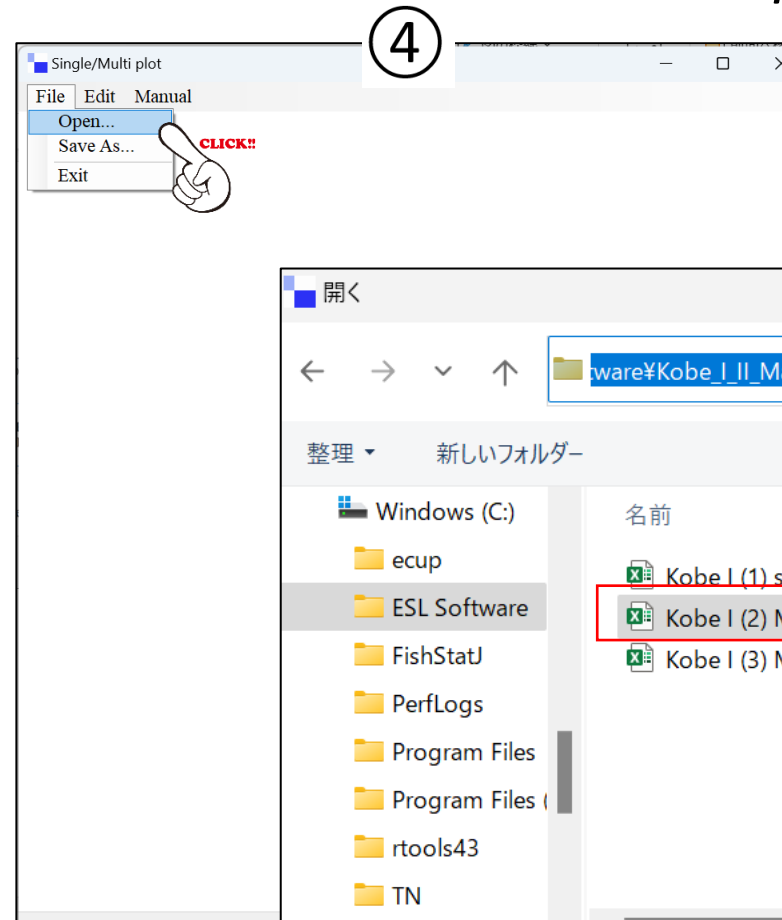 ④
Single/Multi plot
File Edit Manual
Open...
CLICK!!
Save As...
Exit
開く
tware¥Kobe_I_II_Ma
整理 新しいフォルダー
Windows (C:)
名前
ecup
Kobe I (1) s
ESL Software
Kobe I (2) M
FishStatJ
Kobe I (3) M
PerfLogs
Program Files
Program Files (
rtools43
TN